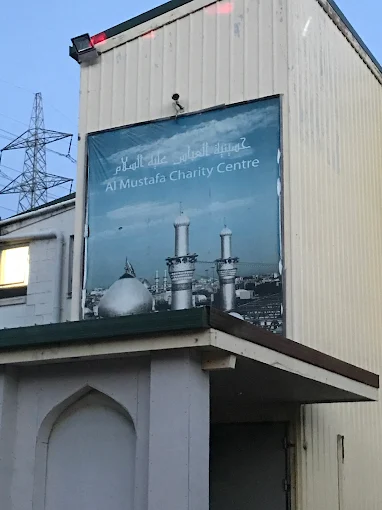 حسينية العباس عليه السلام
Al Mustafa Charity Centre